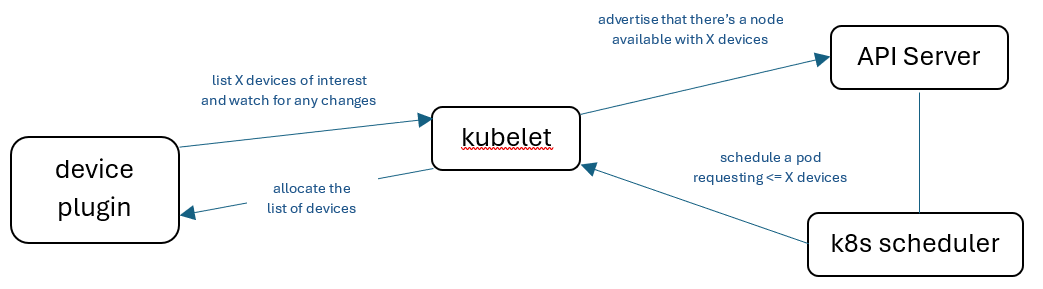 advertise that there's a node
available with X devices
API Server
list X devices of interest
and watch for any changes
kubelet
device
plugin
schedule a pod
requesting <= X devices
allocate the
list of devices
k8s scheduler